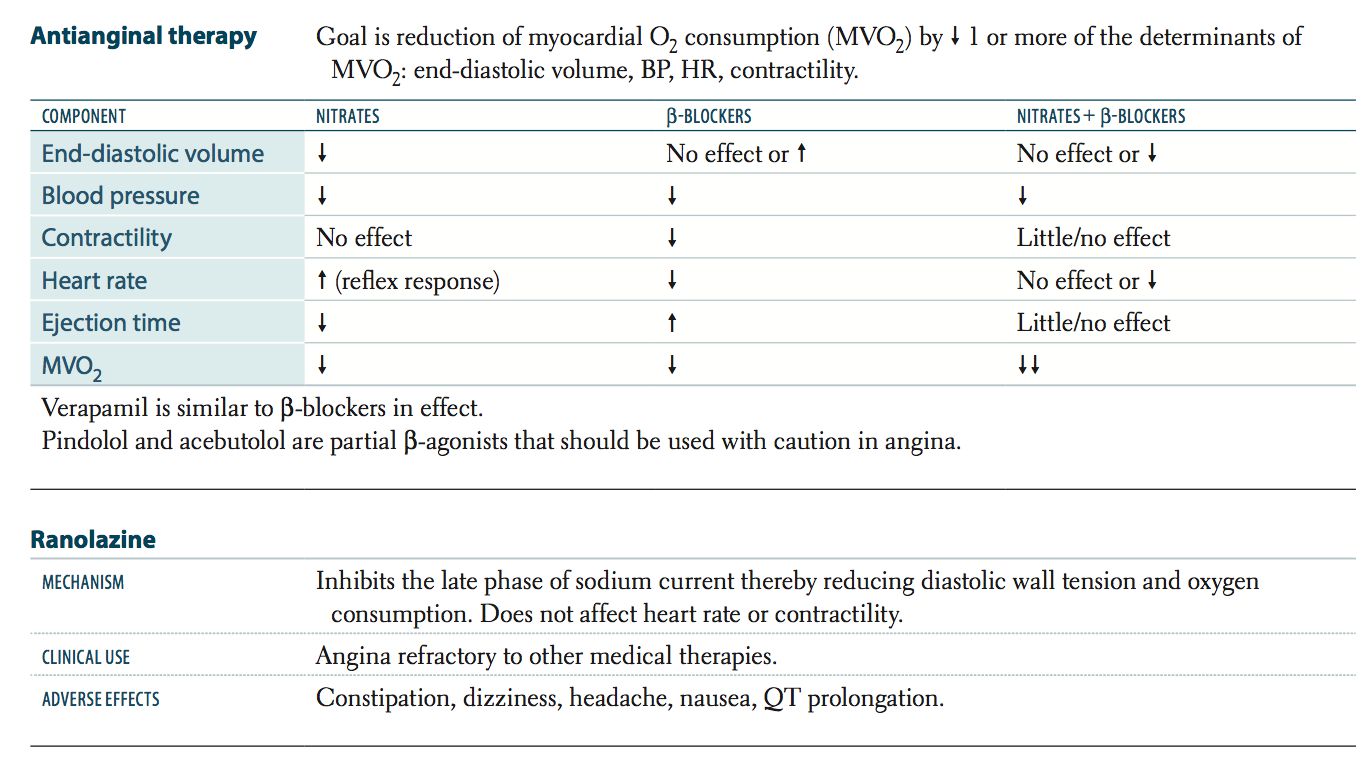 Antianginal therapy Goal is reduction of myocardial O₂ consumption (MVO₂) by ↓ 1 or more of the determinants of
MVO₂: end-diastolic volume, BP, HR, contractility.
COMPONENT NITRATES β-BLOCKERS NITRATES + β-BLOCKERS
End-diastolic volume ↓ No effect or ↑ No effect or ↓
Blood pressure ↓ ↓ ↓
Contractility No effect ↓ Little/no effect
Heart rate ↑ (reflex response) ↓ No effect or ↓
Ejection time ↓ ↑ Little/no effect
MVO₂ ↓ ↓ ↓↓
Verapamil is similar to β-blockers in effect.
Pindolol and acebutolol are partial β-agonists that should be used with caution in angina.
Ranolazine
MECHANISM Inhibits the late phase of sodium current thereby reducing diastolic wall tension and oxygen
consumption. Does not affect heart rate or contractility.
CLINICAL USE Angina refractory to other medical therapies.
ADVERSE EFFECTS Constipation, dizziness, headache, nausea, QT prolongation.